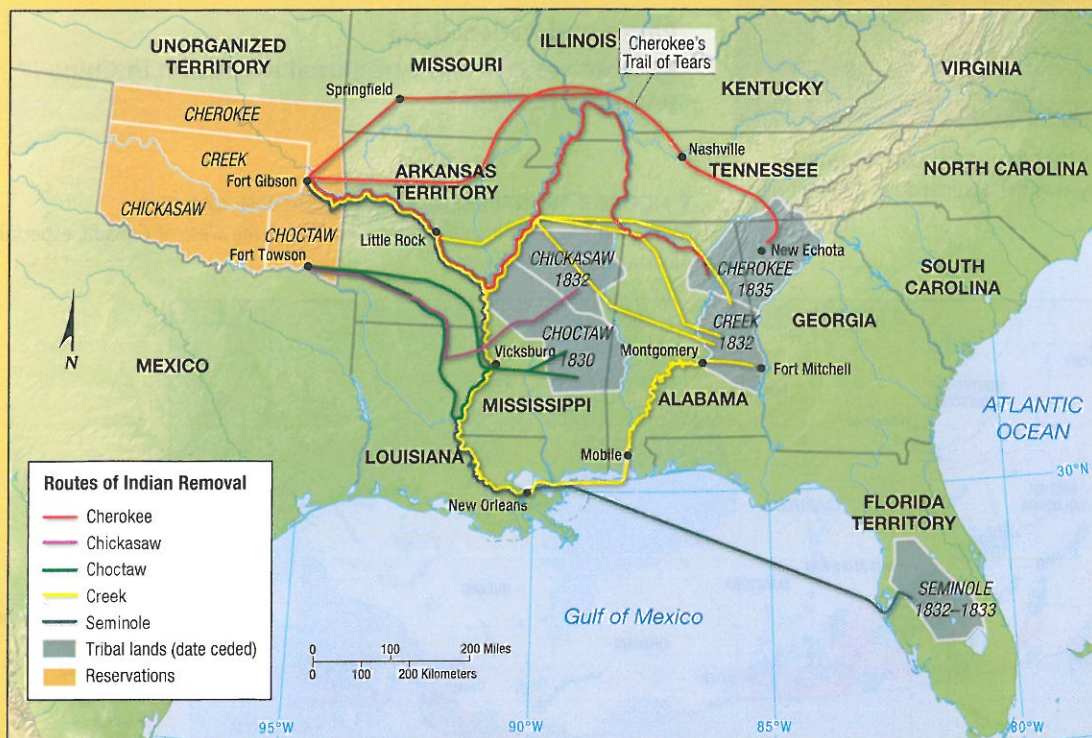 UNORGANIZED
TERRITORY
MISSOURI
ILLINOIS
Cherokee's
Trail of Tears
KENTUCKY
VIRGINIA
Springfield
CHEROKEE
CREEK
Fort Gibson
CHICKASAW
CHOCTAW
Fort Towson
ARKANSAS
TERRITORY
Little Rock
Nashville
TENNESSEE
NORTH CAROLINA
New Echota
CHEROKEE
1835
CHICKASAW
1832
SOUTH
CAROLINA
CREEK
1832
GEORGIA
CHOCTAW
1830
Vicksburg
Montgomery
Fort Mitchell
N
MEXICO
MISSISSIPPI
ALABAMA
ATLANTIC
OCEAN
LOUISIANA
Mobile
New Orleans
30°N
FLORIDA
TERRITORY
SEMINOLE
1832–1833
Gulf of Mexico
Routes of Indian Removal
Cherokee
Chickasaw
Choctaw
Creek
Seminole
Tribal lands (date ceded)
Reservations
0 100 200 Miles
0 100 200 Kilometers
95°W
90°W
85°W
80°W